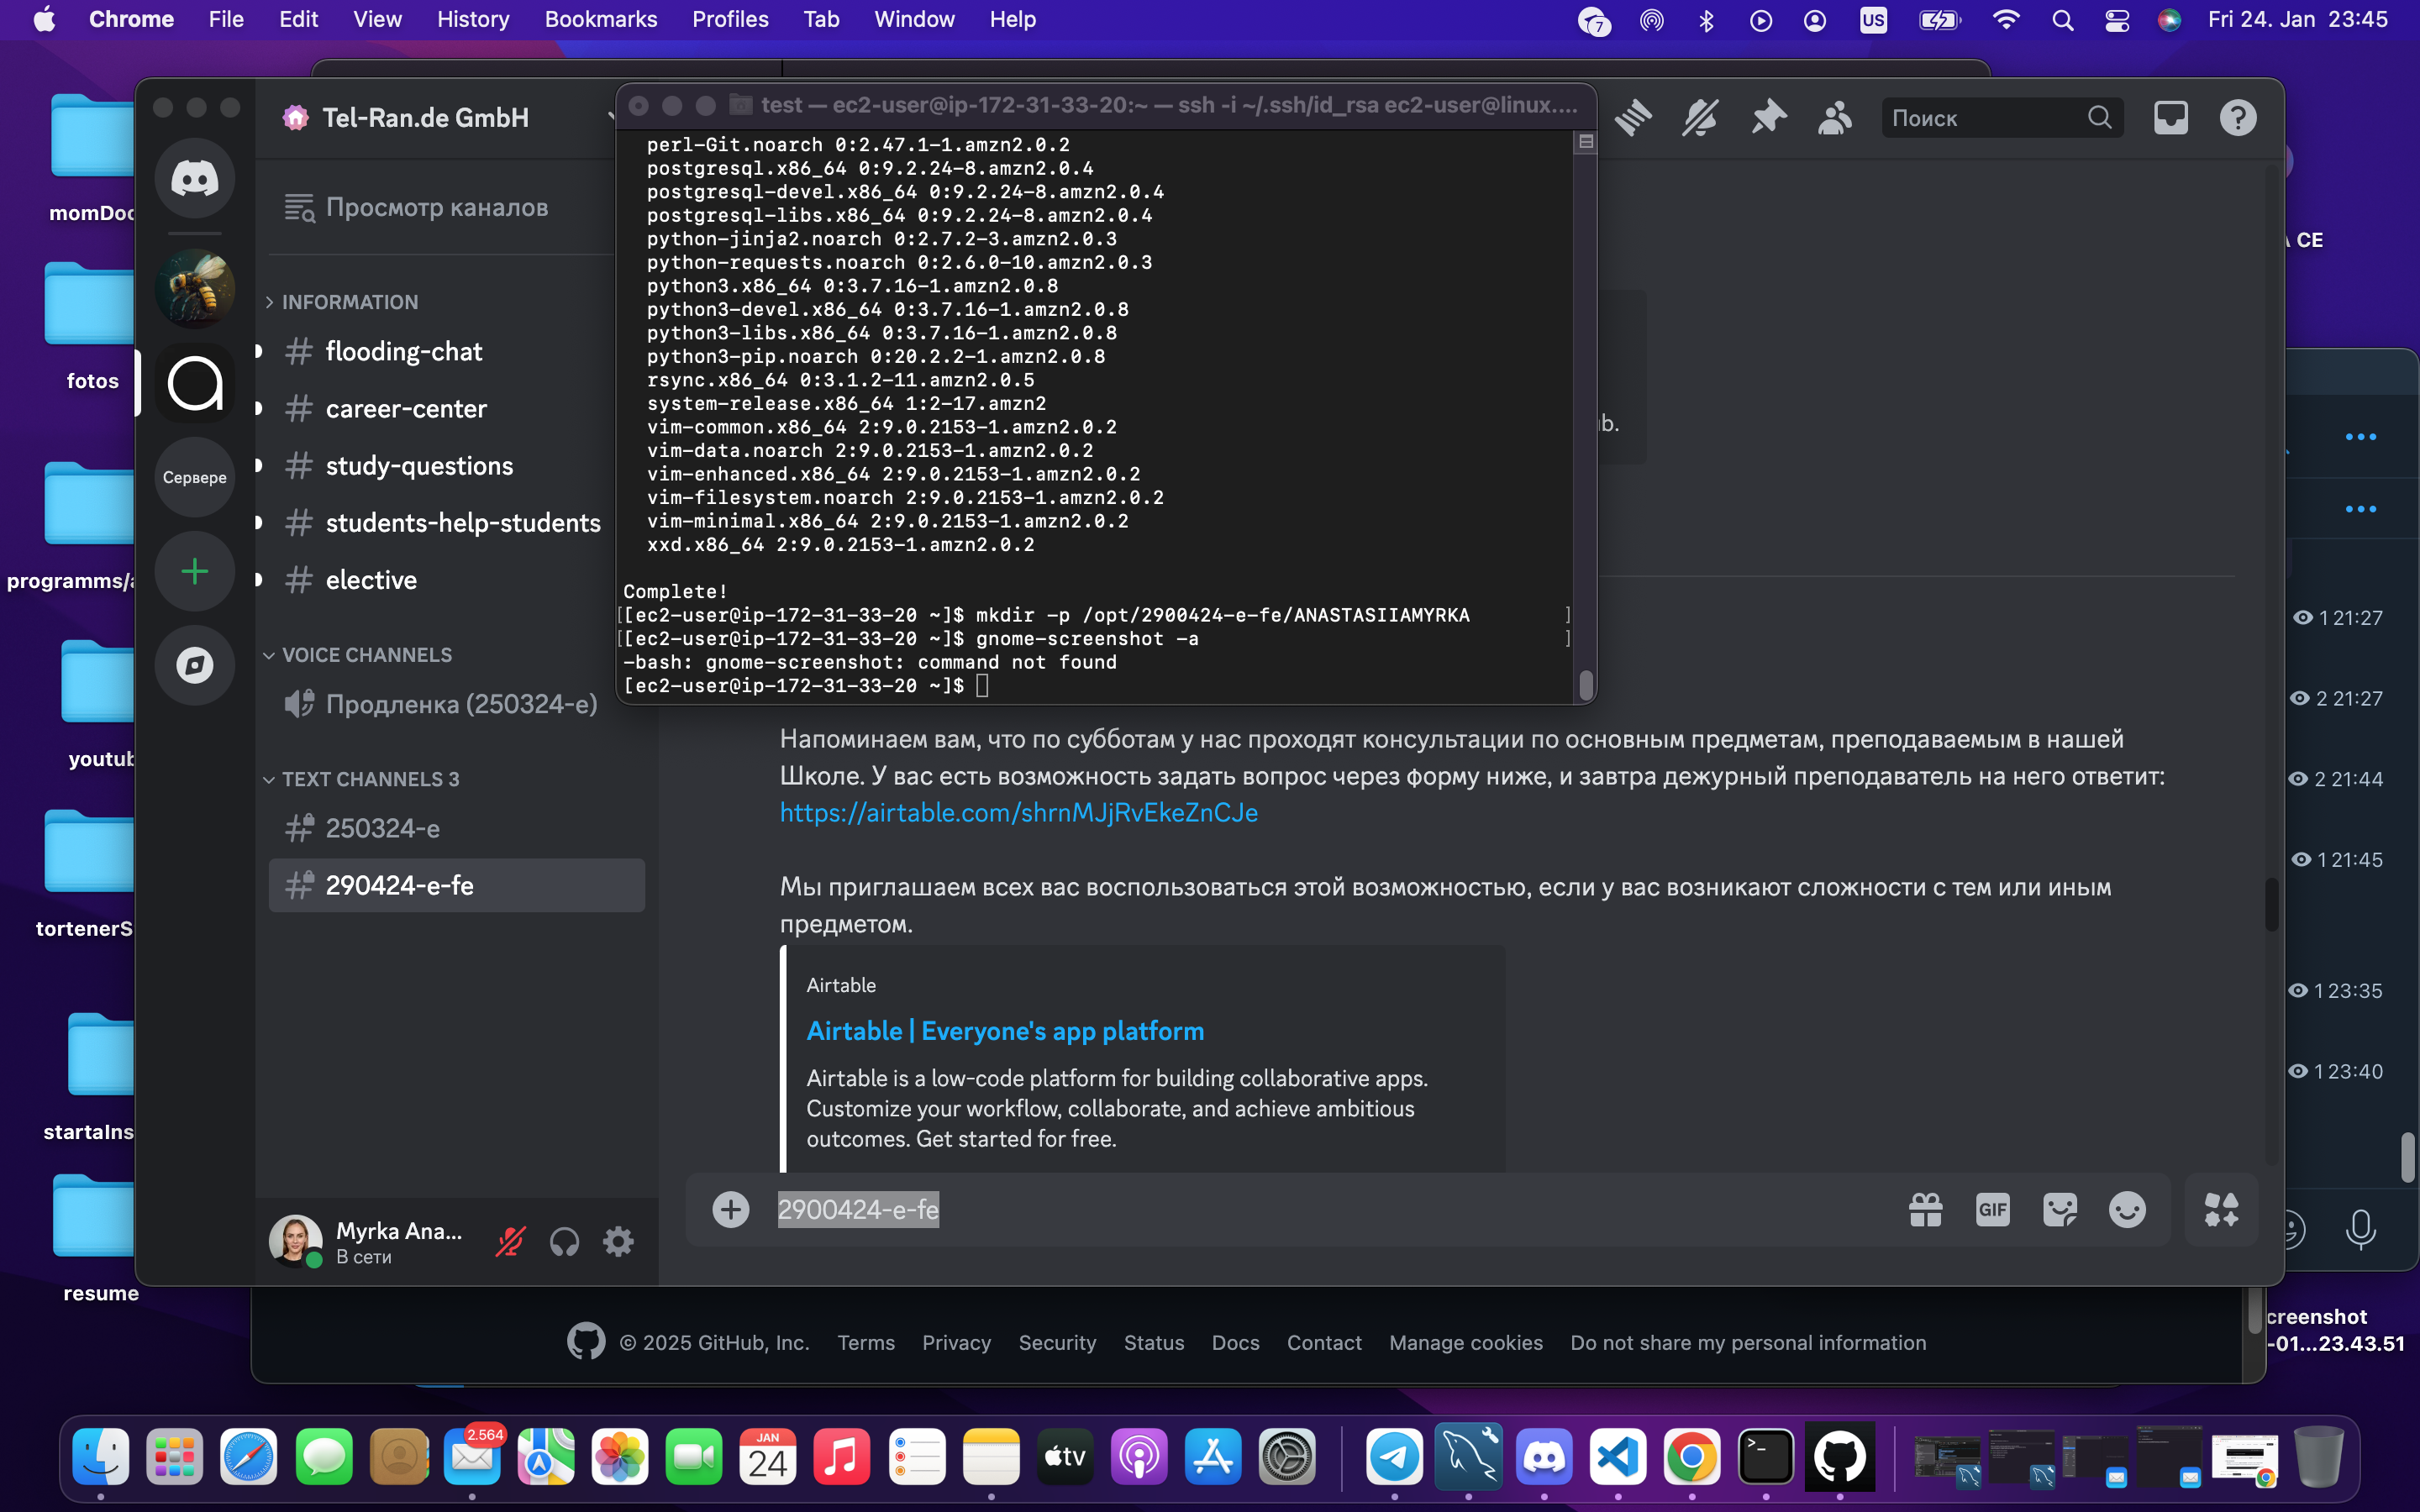 Chrome File Edit View History Bookmarks Profiles Tab Window Help
7 US Fri 24. Jan 23:45
momDoc
fotos
programms/a
youtub
tortenerS
startaIns
resume
Tel-Ran.de GmbH
Просмотр каналов
INFORMATION
flooding-chat
career-center
study-questions
students-help-students
elective
VOICE CHANNELS
Продленка (250324-e)
TEXT CHANNELS 3
250324-e
290424-e-fe
Сервере
Myrka Ana...
В сети
test — ec2-user@ip-172-31-33-20:~ — ssh -i ~/.ssh/id_rsa ec2-user@linux....
perl-Git.noarch 0:2.47.1-1.amzn2.0.2
postgresql.x86_64 0:9.2.24-8.amzn2.0.4
postgresql-devel.x86_64 0:9.2.24-8.amzn2.0.4
postgresql-libs.x86_64 0:9.2.24-8.amzn2.0.4
python-jinja2.noarch 0:2.7.2-3.amzn2.0.3
python-requests.noarch 0:2.6.0-10.amzn2.0.3
python3.x86_64 0:3.7.16-1.amzn2.0.8
python3-devel.x86_64 0:3.7.16-1.amzn2.0.8
python3-libs.x86_64 0:3.7.16-1.amzn2.0.8
python3-pip.noarch 0:20.2.2-1.amzn2.0.8
rsync.x86_64 0:3.1.2-11.amzn2.0.5
system-release.x86_64 1:2-17.amzn2
vim-common.x86_64 2:9.0.2153-1.amzn2.0.2
vim-data.noarch 2:9.0.2153-1.amzn2.0.2
vim-enhanced.x86_64 2:9.0.2153-1.amzn2.0.2
vim-filesystem.noarch 2:9.0.2153-1.amzn2.0.2
vim-minimal.x86_64 2:9.0.2153-1.amzn2.0.2
xxd.x86_64 2:9.0.2153-1.amzn2.0.2
Complete!
[[ec2-user@ip-172-31-33-20 ~]$ mkdir -p /opt/2900424-e-fe/ANASTASIIAMYRKA ]
[[ec2-user@ip-172-31-33-20 ~]$ gnome-screenshot -a ]
-bash: gnome-screenshot: command not found
[ec2-user@ip-172-31-33-20 ~]$
Поиск
b.
Напоминаем вам, что по субботам у нас проходят консультации по основным предметам, преподаваемым в нашей
Школе. У вас есть возможность задать вопрос через форму ниже, и завтра дежурный преподаватель на него ответит:
https://airtable.com/shrnMJjRvEkeZnCJe
Мы приглашаем всех вас воспользоваться этой возможностью, если у вас возникают сложности с тем или иным
предметом.
Airtable
Airtable | Everyone's app platform
Airtable is a low-code platform for building collaborative apps.
Customize your workflow, collaborate, and achieve ambitious
outcomes. Get started for free.
2900424-e-fe
GIF
CE
1 21:27
2 21:27
2 21:44
1 21:45
1 23:35
1 23:40
creenshot
-01...23.43.51
© 2025 GitHub, Inc. Terms Privacy Security Status Docs Contact Manage cookies Do not share my personal information
2.564
JAN
24
tv